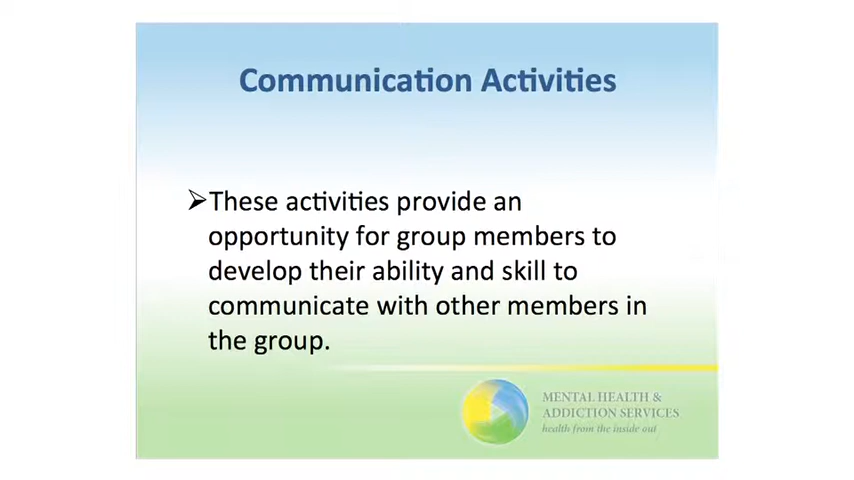 Communication Activities
➢These activities provide an
opportunity for group members to
develop their ability and skill to
communicate with other members in
the group.
MENTAL HEALTH &
ADDICTION SERVICES
health from the inside out